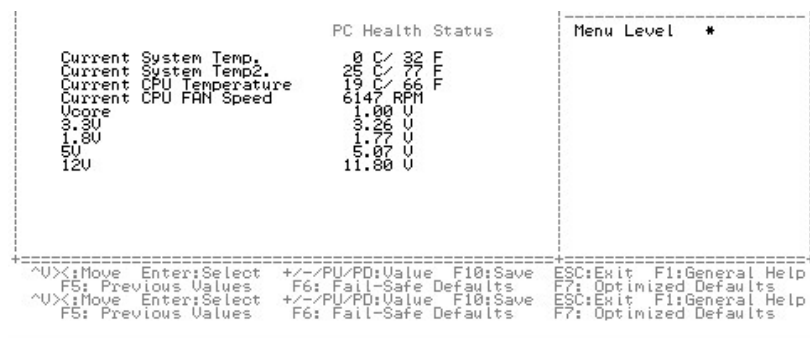 PC Health Status
Menu Level *
Current System Temp. 0 C/ 32 F
Current System Temp2. 25 C/ 77 F
Current CPU Temperature 19 C/ 66 F
Current CPU FAN Speed 6147 RPM
Vcore 1.00 V
3.3V 3.26 V
1.8V 1.77 V
5V 5.07 V
12V 11.80 V
^V><:Move Enter:Select +/-/PU/PD:Value F10:Save ESC:Exit F1:General Help
F5: Previous Values F6: Fail-Safe Defaults F7: Optimized Defaults
^V><:Move Enter:Select +/-/PU/PD:Value F10:Save ESC:Exit F1:General Help
F5: Previous Values F6: Fail-Safe Defaults F7: Optimized Defaults